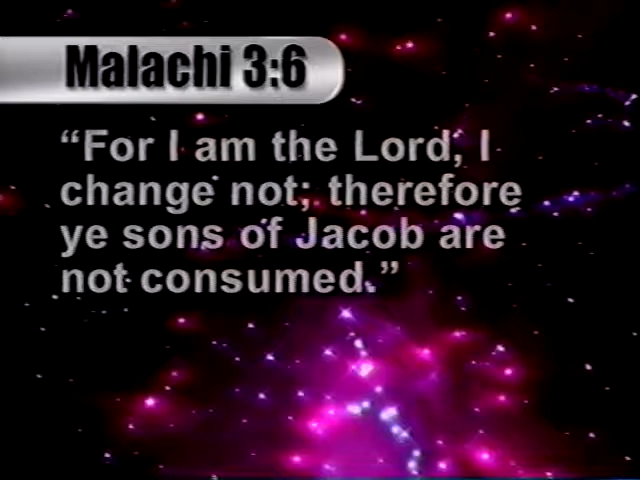 Malachi 3:6
“For I am the Lord, I
change not; therefore
ye sons of Jacob are
not consumed.”